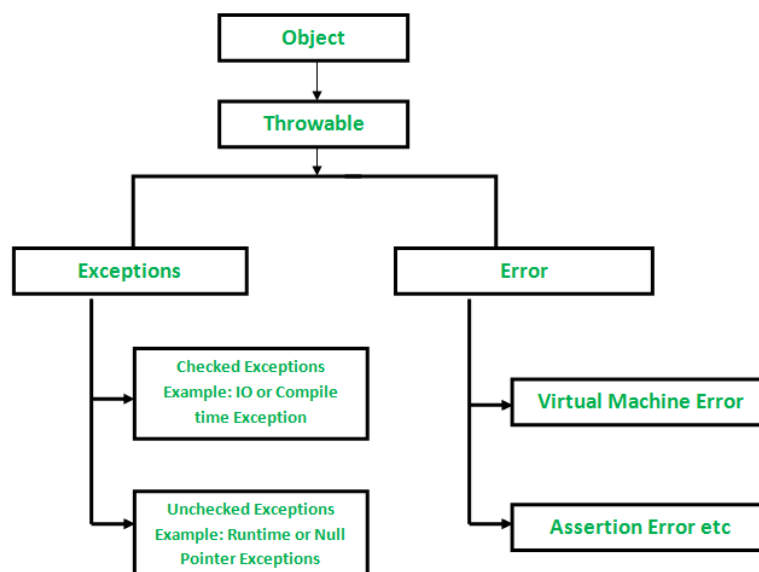 Object
Throwable
Exceptions
Error
Checked Exceptions
Example: IO or Compile
time Exception
Virtual Machine Error
Unchecked Exceptions
Example: Runtime or Null
Pointer Exceptions
Assertion Error etc